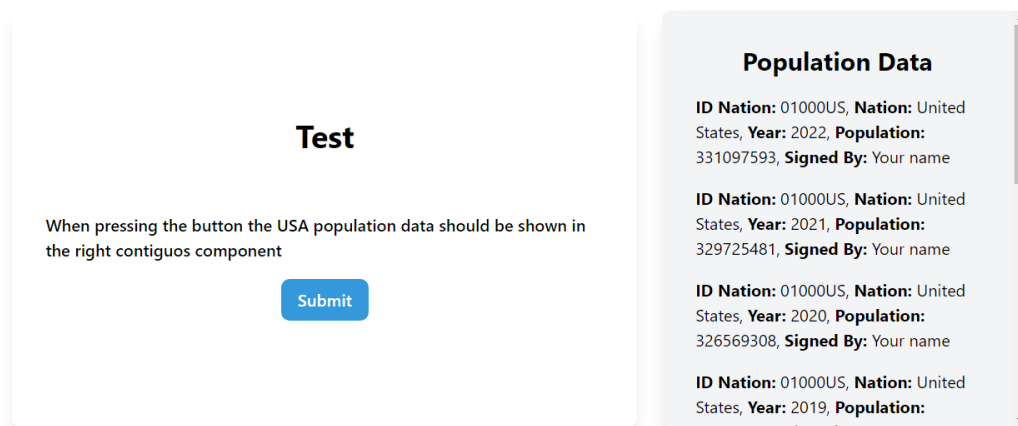 Test
When pressing the button the USA population data should be shown in
the right contiguos component
Submit
Population Data
ID Nation: 01000US, Nation: United
States, Year: 2022, Population:
331097593, Signed By: Your name
ID Nation: 01000US, Nation: United
States, Year: 2021, Population:
329725481, Signed By: Your name
ID Nation: 01000US, Nation: United
States, Year: 2020, Population:
326569308, Signed By: Your name
ID Nation: 01000US, Nation: United
States, Year: 2019, Population: